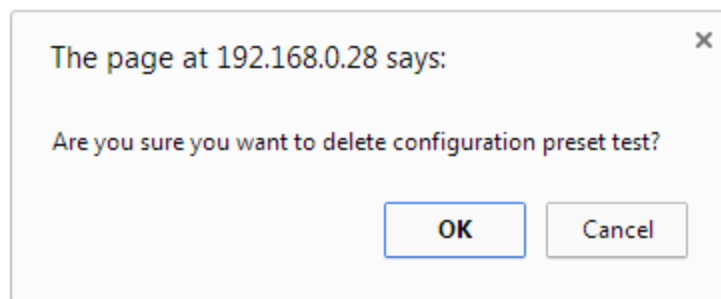 The page at 192.168.0.28 says:
Are you sure you want to delete configuration preset test?
OK Cancel